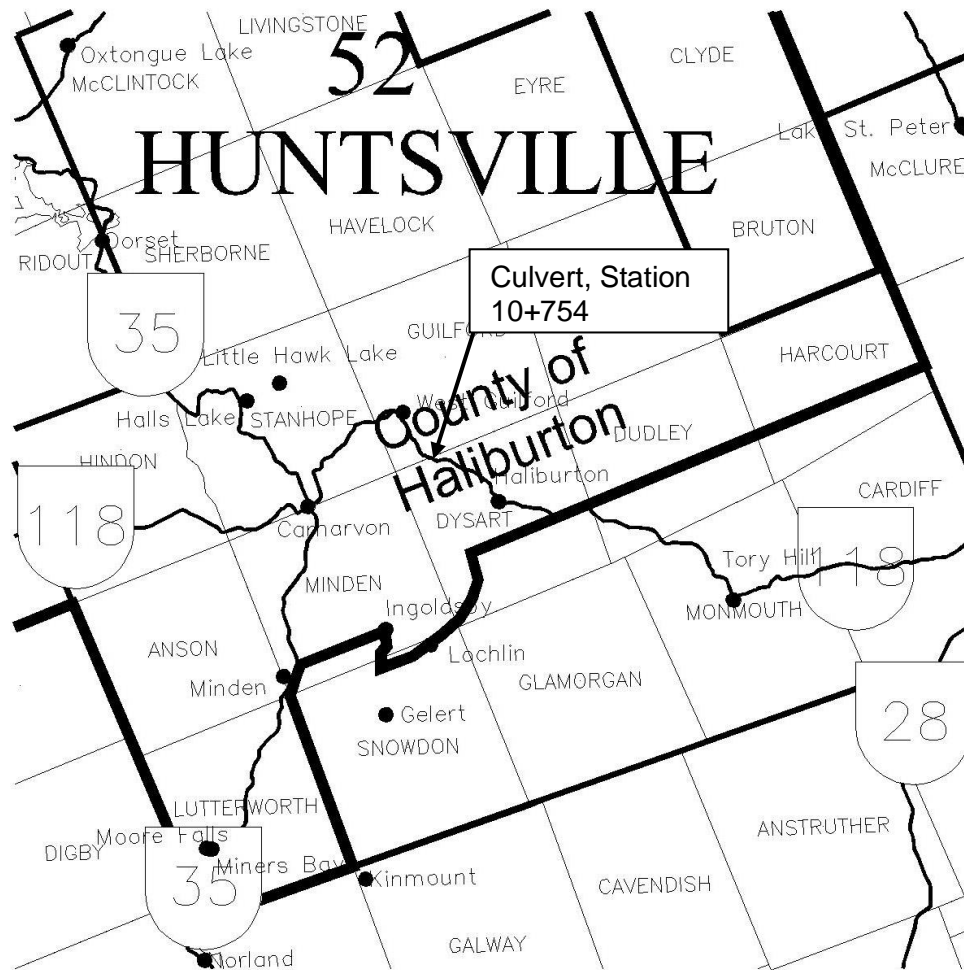 LIVINGSTONE
Oxtongue Lake
52
CLYDE
McCLINTOCK
EYRE
HUNTSVILLE
Lake St. Peter
McCLURE
HAVELOCK
BRUTON
Dorset
SHERBORNE
RIDOUT
Culvert, Station
10+754
35
GUILFORD
Little Hawk Lake
HARCOURT
County of
Haliburton
West Guilford
Halls Lake
STANHOPE
DUDLEY
HINDON
Haliburton
CARDIFF
118
Carnarvon
DYSART
Tory Hill
118
MINDEN
Ingoldsby
MONMOUTH
ANSON
Lochlin
Minden
GLAMORGAN
Gelert
28
SNOWDON
LUTTERWORTH
Moore Falls
ANSTRUTHER
DIGBY
Miners Bay
35
Kinmount
CAVENDISH
GALWAY
Norland